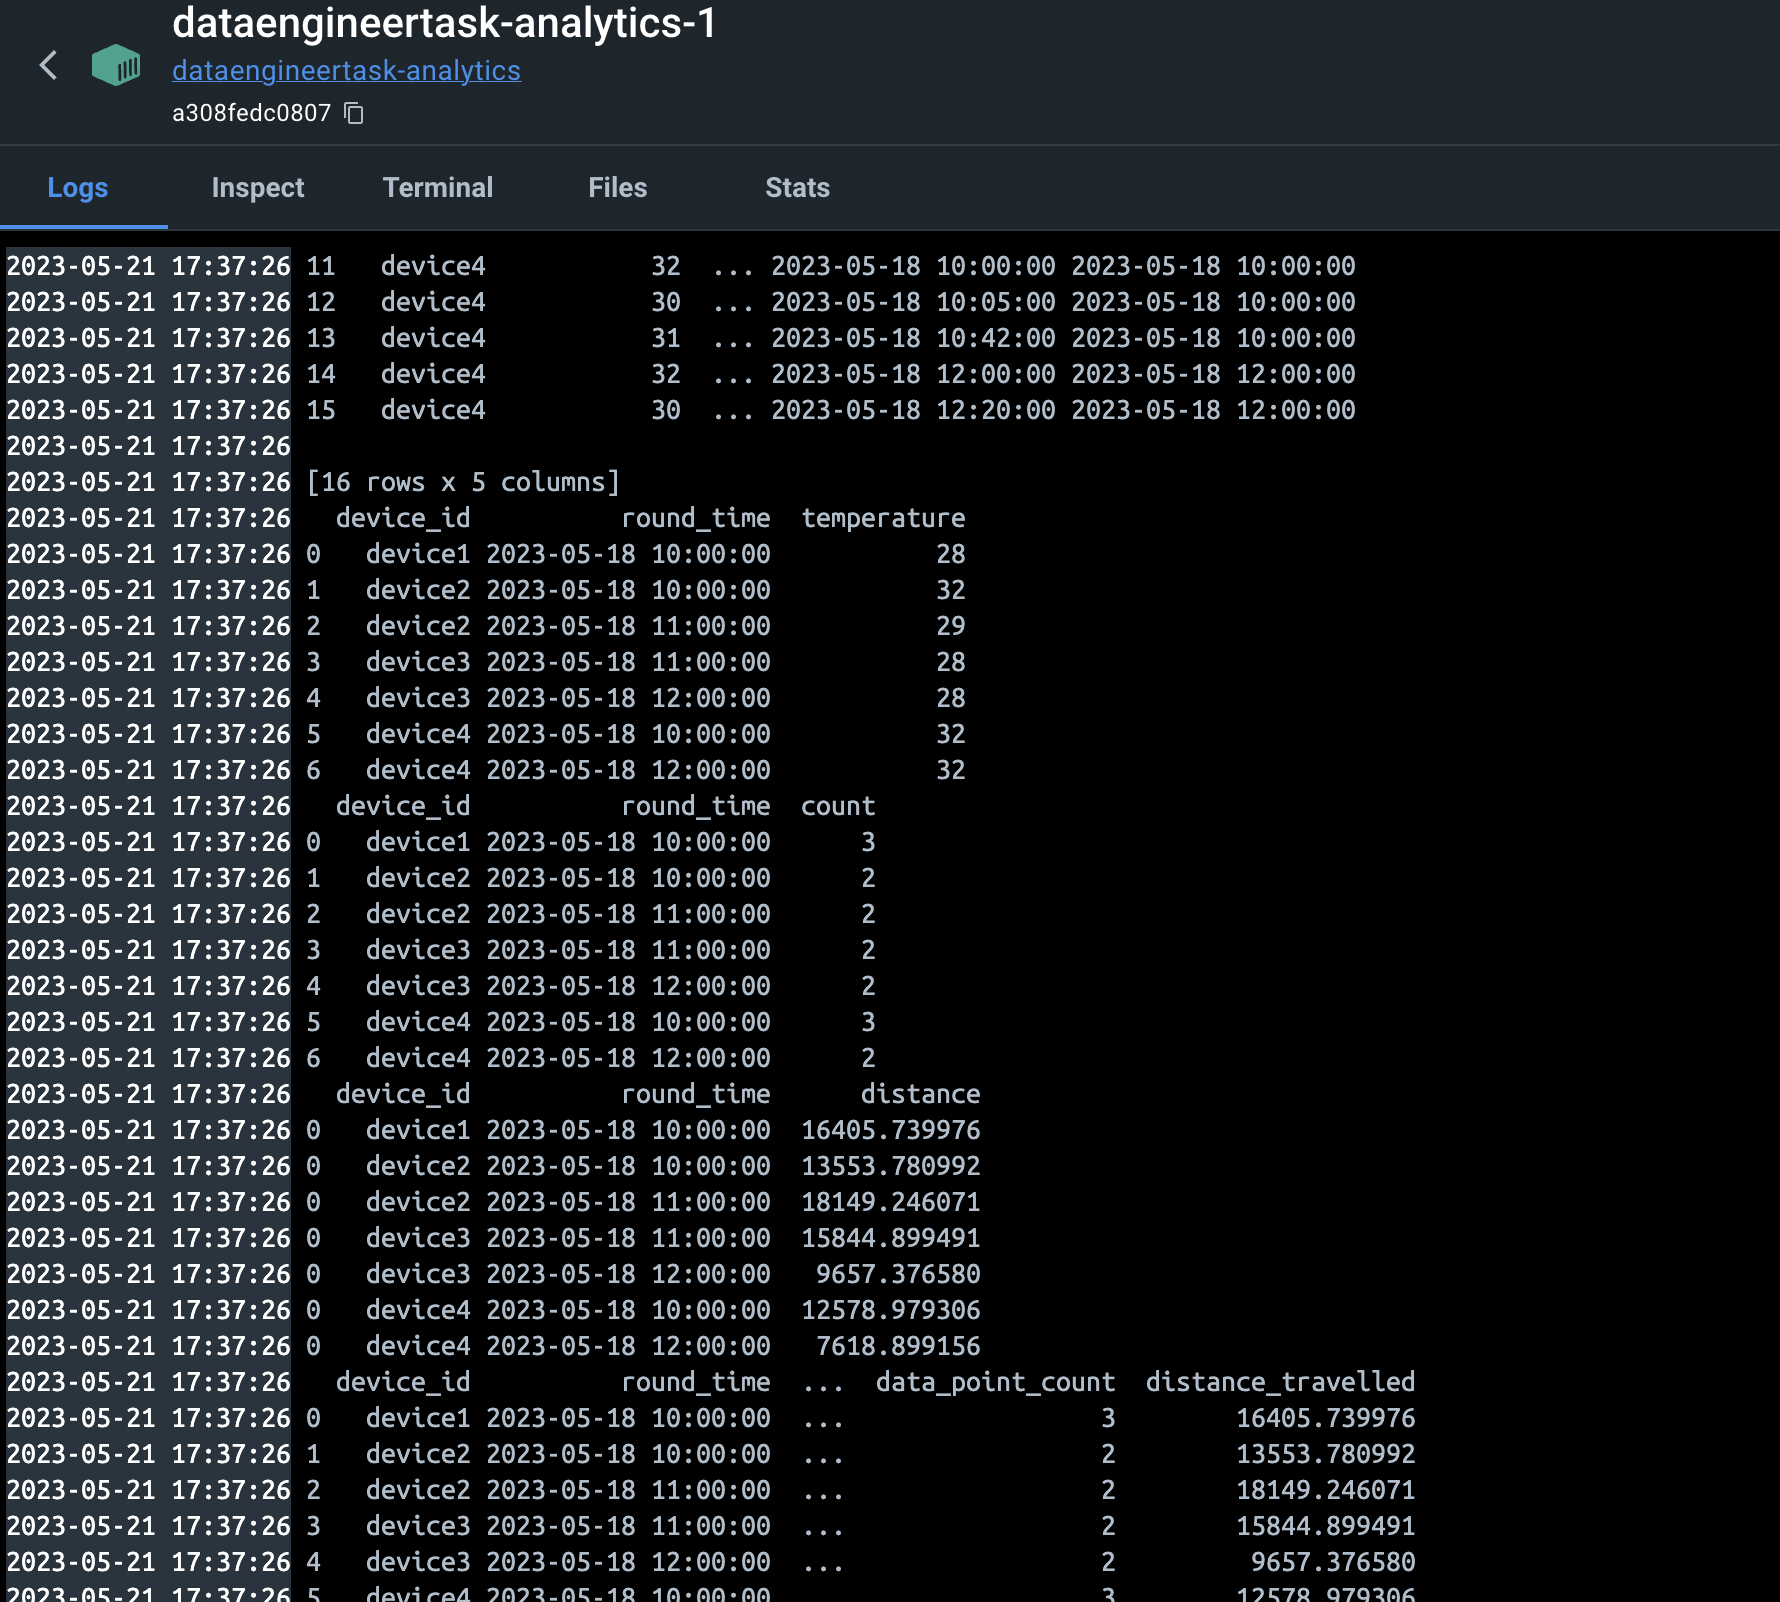 dataengineertask-analytics-1
dataengineertask-analytics
a308fedc0807
Logs Inspect Terminal Files Stats
2023-05-21 17:37:26 11 device4 32 ... 2023-05-18 10:00:00 2023-05-18 10:00:00
2023-05-21 17:37:26 12 device4 30 ... 2023-05-18 10:05:00 2023-05-18 10:00:00
2023-05-21 17:37:26 13 device4 31 ... 2023-05-18 10:42:00 2023-05-18 10:00:00
2023-05-21 17:37:26 14 device4 32 ... 2023-05-18 12:00:00 2023-05-18 12:00:00
2023-05-21 17:37:26 15 device4 30 ... 2023-05-18 12:20:00 2023-05-18 12:00:00
2023-05-21 17:37:26
2023-05-21 17:37:26 [16 rows x 5 columns]
2023-05-21 17:37:26 device_id round_time temperature
2023-05-21 17:37:26 0 device1 2023-05-18 10:00:00 28
2023-05-21 17:37:26 1 device2 2023-05-18 10:00:00 32
2023-05-21 17:37:26 2 device2 2023-05-18 11:00:00 29
2023-05-21 17:37:26 3 device3 2023-05-18 11:00:00 28
2023-05-21 17:37:26 4 device3 2023-05-18 12:00:00 28
2023-05-21 17:37:26 5 device4 2023-05-18 10:00:00 32
2023-05-21 17:37:26 6 device4 2023-05-18 12:00:00 32
2023-05-21 17:37:26 device_id round_time count
2023-05-21 17:37:26 0 device1 2023-05-18 10:00:00 3
2023-05-21 17:37:26 1 device2 2023-05-18 10:00:00 2
2023-05-21 17:37:26 2 device2 2023-05-18 11:00:00 2
2023-05-21 17:37:26 3 device3 2023-05-18 11:00:00 2
2023-05-21 17:37:26 4 device3 2023-05-18 12:00:00 2
2023-05-21 17:37:26 5 device4 2023-05-18 10:00:00 3
2023-05-21 17:37:26 6 device4 2023-05-18 12:00:00 2
2023-05-21 17:37:26 device_id round_time distance
2023-05-21 17:37:26 0 device1 2023-05-18 10:00:00 16405.739976
2023-05-21 17:37:26 0 device2 2023-05-18 10:00:00 13553.780992
2023-05-21 17:37:26 0 device2 2023-05-18 11:00:00 18149.246071
2023-05-21 17:37:26 0 device3 2023-05-18 11:00:00 15844.899491
2023-05-21 17:37:26 0 device3 2023-05-18 12:00:00 9657.376580
2023-05-21 17:37:26 0 device4 2023-05-18 10:00:00 12578.979306
2023-05-21 17:37:26 0 device4 2023-05-18 12:00:00 7618.899156
2023-05-21 17:37:26 device_id round_time ... data_point_count distance_travelled
2023-05-21 17:37:26 0 device1 2023-05-18 10:00:00 ... 3 16405.739976
2023-05-21 17:37:26 1 device2 2023-05-18 10:00:00 ... 2 13553.780992
2023-05-21 17:37:26 2 device2 2023-05-18 11:00:00 ... 2 18149.246071
2023-05-21 17:37:26 3 device3 2023-05-18 11:00:00 ... 2 15844.899491
2023-05-21 17:37:26 4 device3 2023-05-18 12:00:00 ... 2 9657.376580
2023-05-21 17:37:26 5 device4 2023-05-18 10:00:00 3 12578.979306